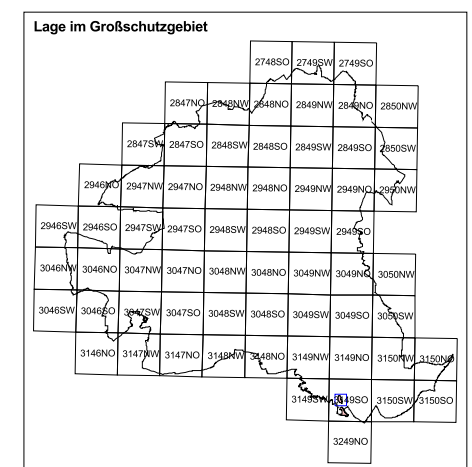 Lage im Großschutzgebiet
2748SO 2749SW 2749SO
2847NO 2848NW 2848NO 2849NW 2849NO 2850NW
2847SW 2847SO 2848SW 2848SO 2849SW 2849SO 2850SW
2946NO 2947NW 2947NO 2948NW 2948NO 2949NW 2949NO 2950NW
2946SW 2946SO 2947SW 2947SO 2948SW 2948SO 2949SW 2949SO
3046NW 3046NO 3047NW 3047NO 3048NW 3048NO 3049NW 3049NO 3050NW
3046SW 3046SO 3047SW 3047SO 3048SW 3048SO 3049SW 3049SO 3050SW
3146NO 3147NW 3147NO 3148NW 3148NO 3149NW 3149NO 3150NW 3150NO
3149SW 3149SO 3150SW 3150SO
3249NO